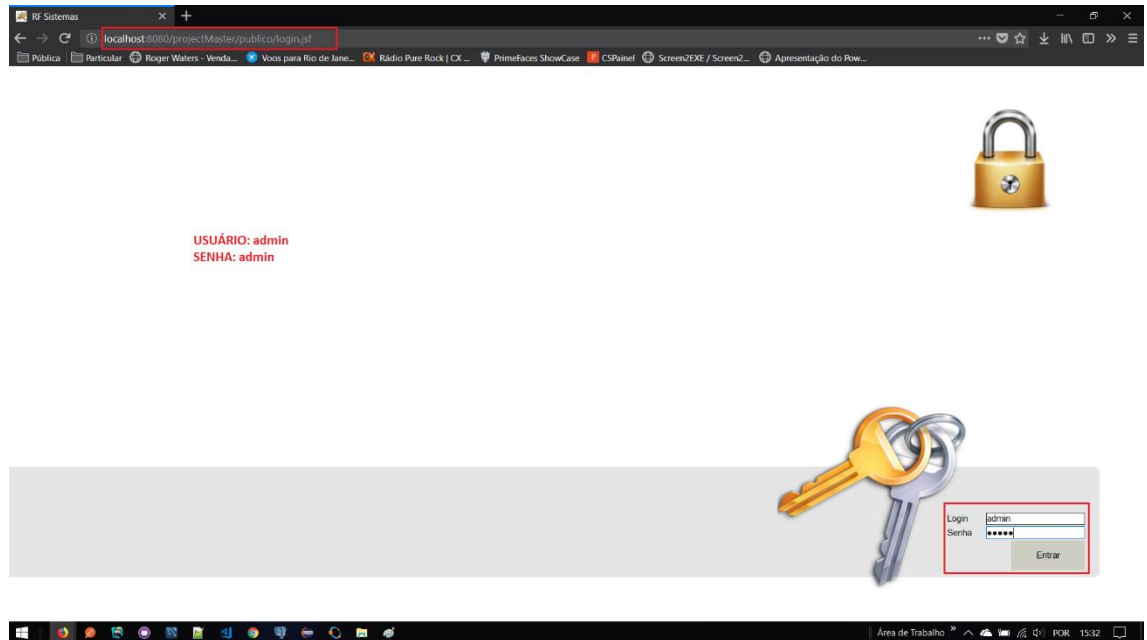 RF Sistemas
localhost:8080/projectMaster/publico/login.jsf
Pública
Particular
Roger Waters - Venda...
Voos para Rio de Jane...
Rádio Pure Rock | CX ...
PrimeFaces ShowCase
CSPainel
Screen2EXE / Screen2...
Apresentação do Pow...
USUÁRIO: admin
SENHA: admin
Login
admin
Senha
•••••
Entrar
Área de Trabalho
POR
15:32